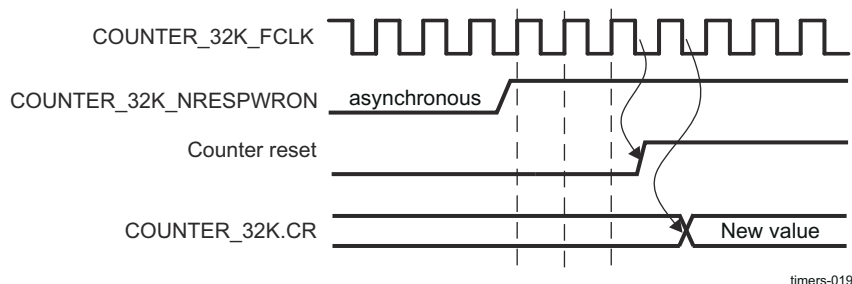 COUNTER_32K_FCLK
COUNTER_32K_NRESPWRON
asynchronous
Counter reset
COUNTER_32K.CR
New value
timers-019